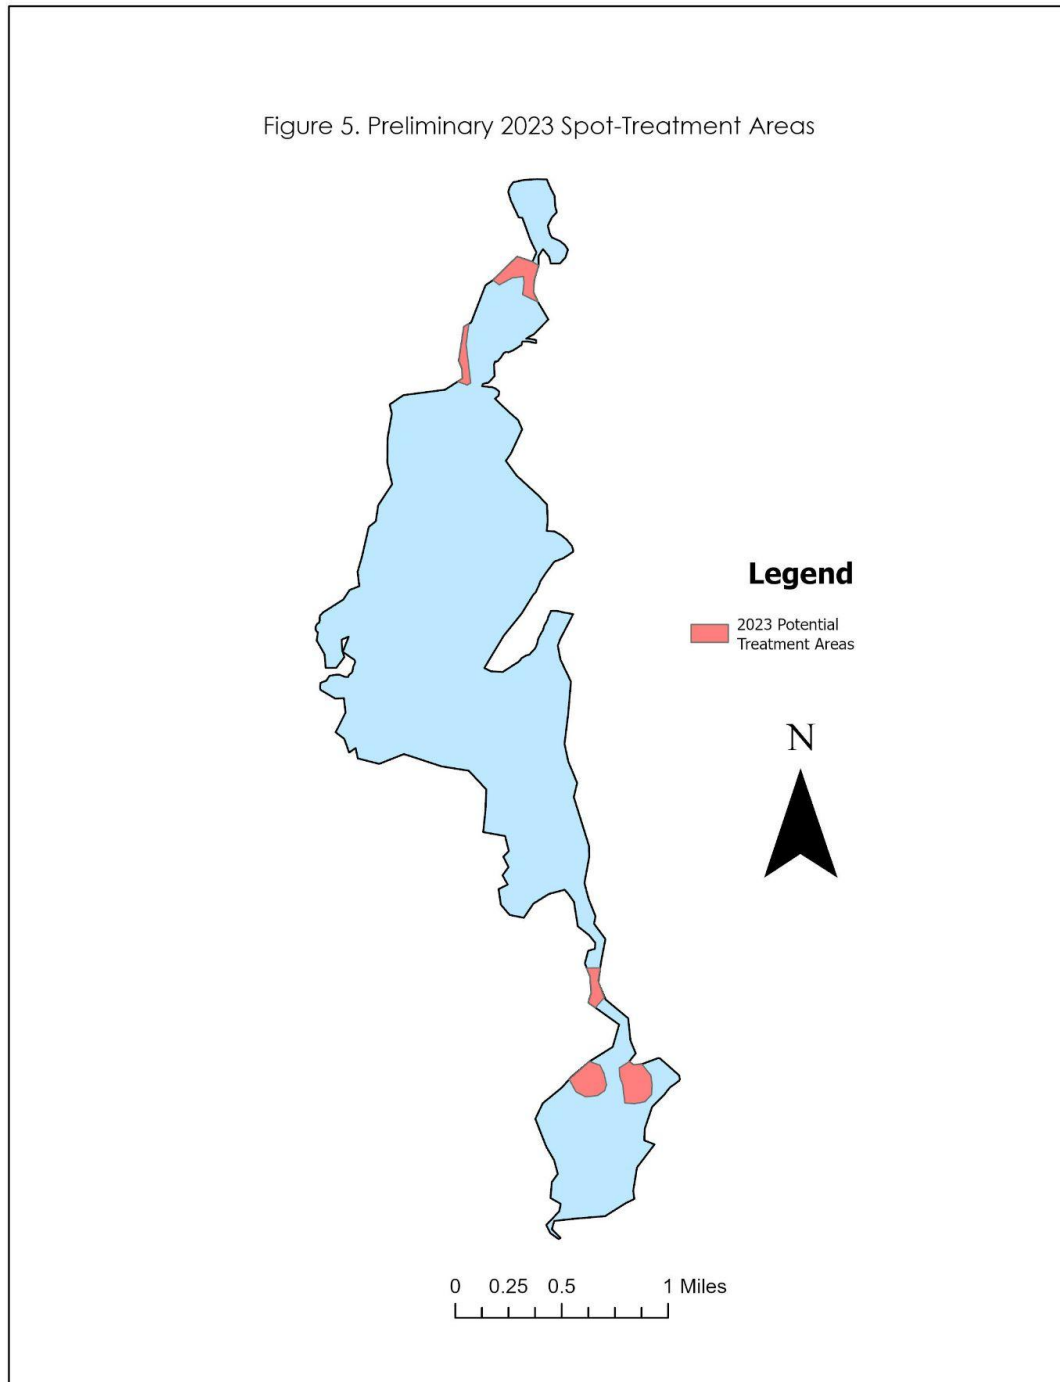 Figure 5. Preliminary 2023 Spot-Treatment Areas
Legend
2023 Potential
Treatment Areas
N
0 0.25 0.5 1 Miles